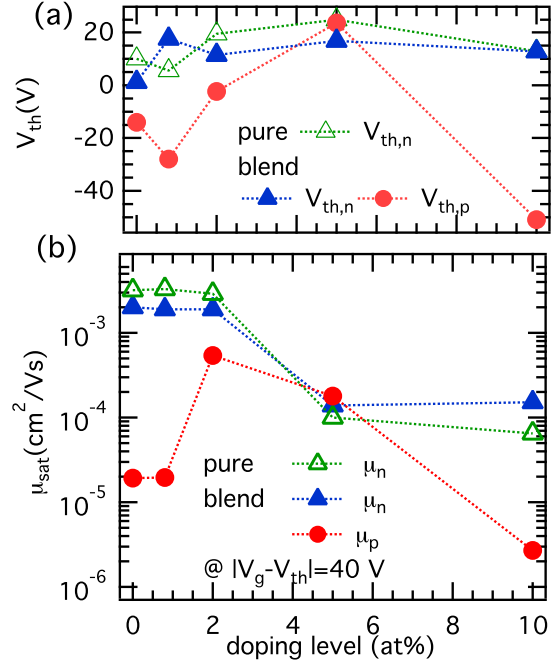 (a)
20
0
-20
-40
V_th(V)
pure V_th,n
blend
V_th,n V_th,p
(b)
10^-3
10^-4
10^-5
10^-6
μ_sat(cm^2/Vs)
pure μ_n
blend μ_n
μ_p
@ |V_g-V_th|=40 V
0 2 4 6 8 10
doping level (at%)